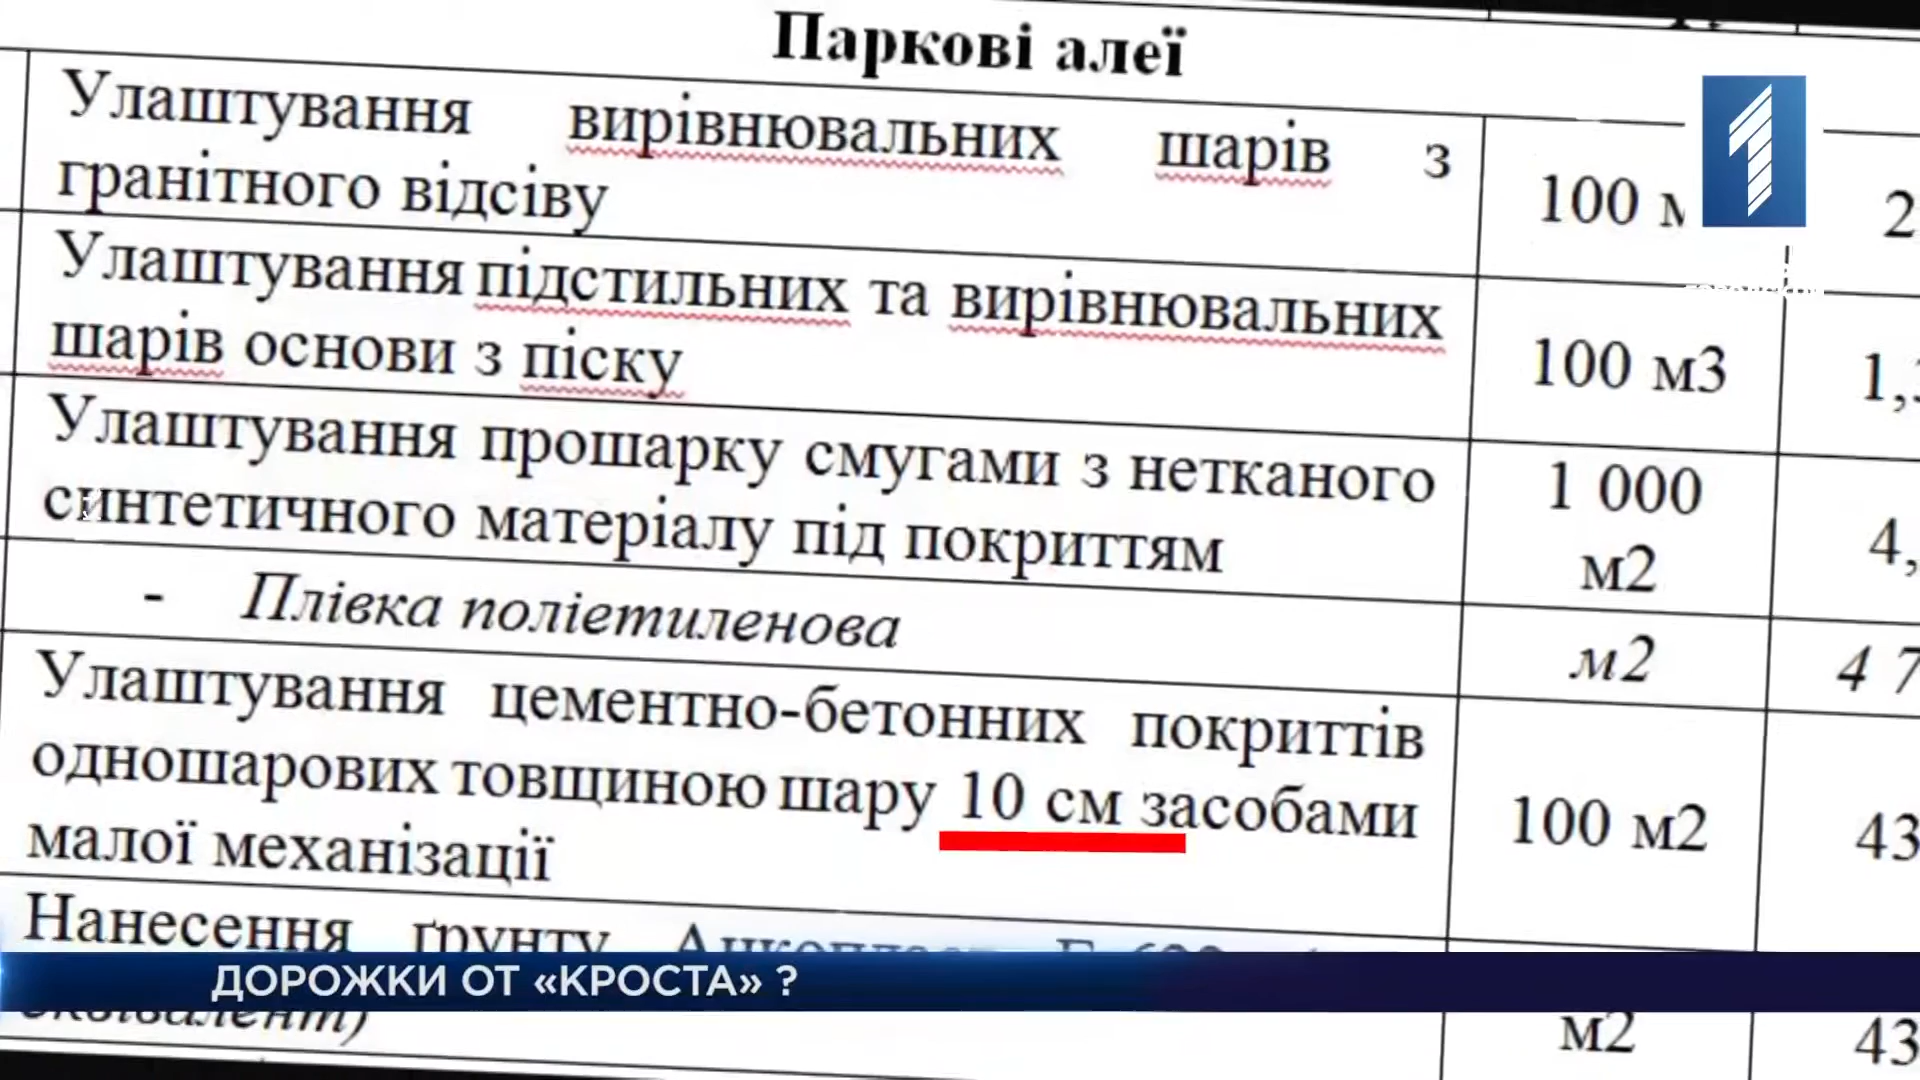 Паркові алеї
Улаштування вирівнювальних шарів з
гранітного відсіву
100
2
Улаштування підстильних та вирівнювальних
шарів основи з піску
100 м3
1,
Улаштування прошарку смугами з нетканого
синтетичного матеріалу під покриттям
1 000
м2
4,
- Плівка поліетиленова
м2
4 7
Улаштування цементно-бетонних покриттів
одношарових товщиною шару 10 см засобами
малої механізації
100 м2
43
Нанесення ґрунту
ДОРОЖКИ ОТ «КРОСТА» ?
м2
43
1